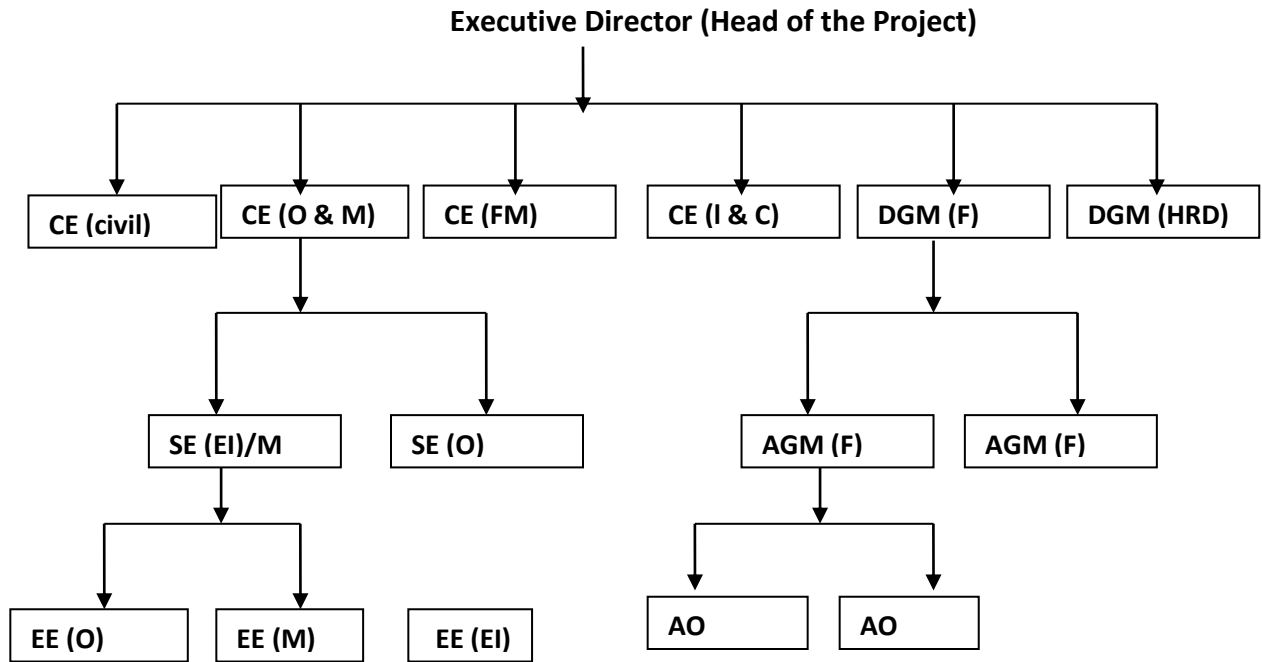 Executive Director (Head of the Project)
CE (civil)
CE (O & M)
CE (FM)
CE (I & C)
DGM (F)
DGM (HRD)
SE (EI)/M
SE (O)
AGM (F)
AGM (F)
EE (O)
EE (M)
EE (EI)
AO
AO